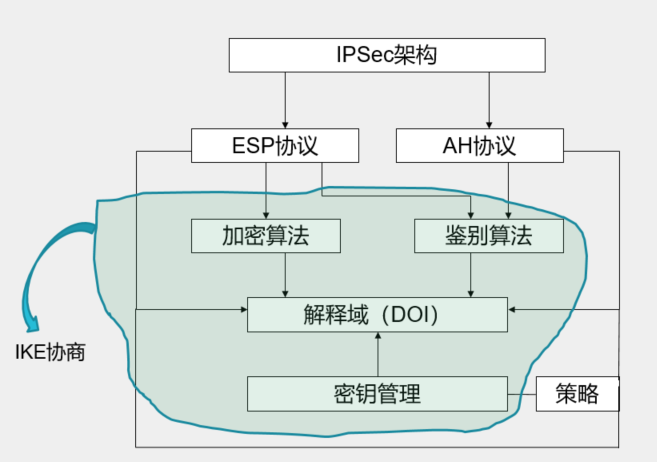 IPSec架构
ESP协议
AH协议
加密算法
鉴别算法
解释域（DOI）
IKE协商
密钥管理
策略